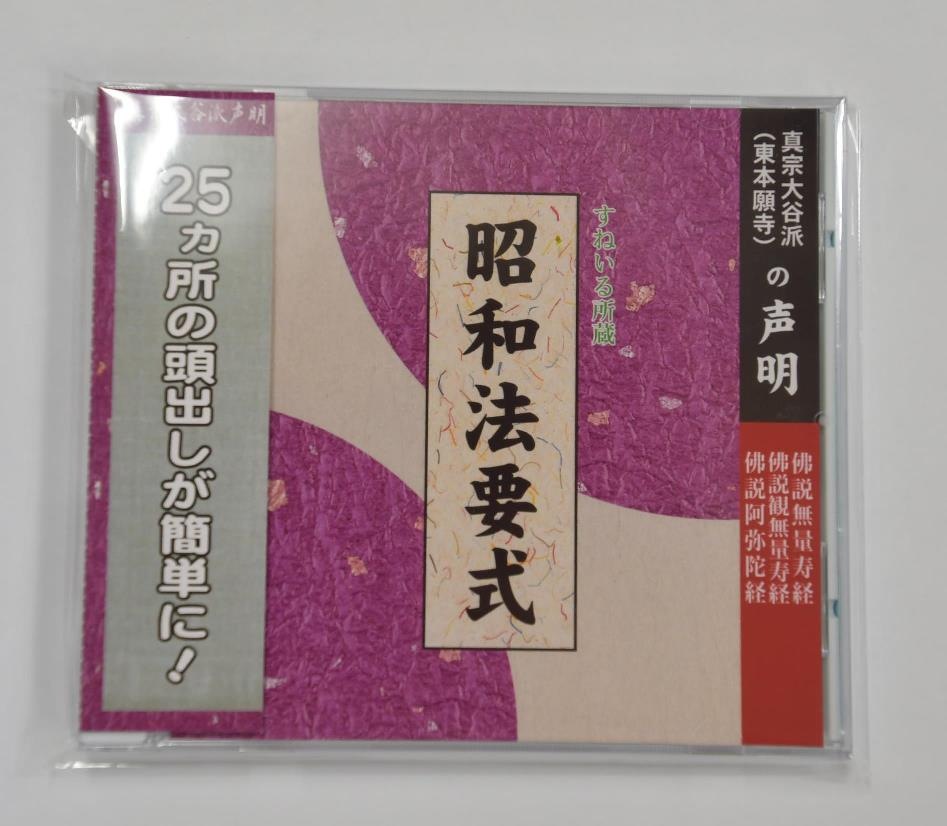 真宗大谷派
（東本願寺）
の声明
佛説無量寿経
佛説観無量寿経
佛説阿弥陀経
すねいる所蔵
昭和法要式
大谷派声明
25ヵ所の頭出しが簡単に！